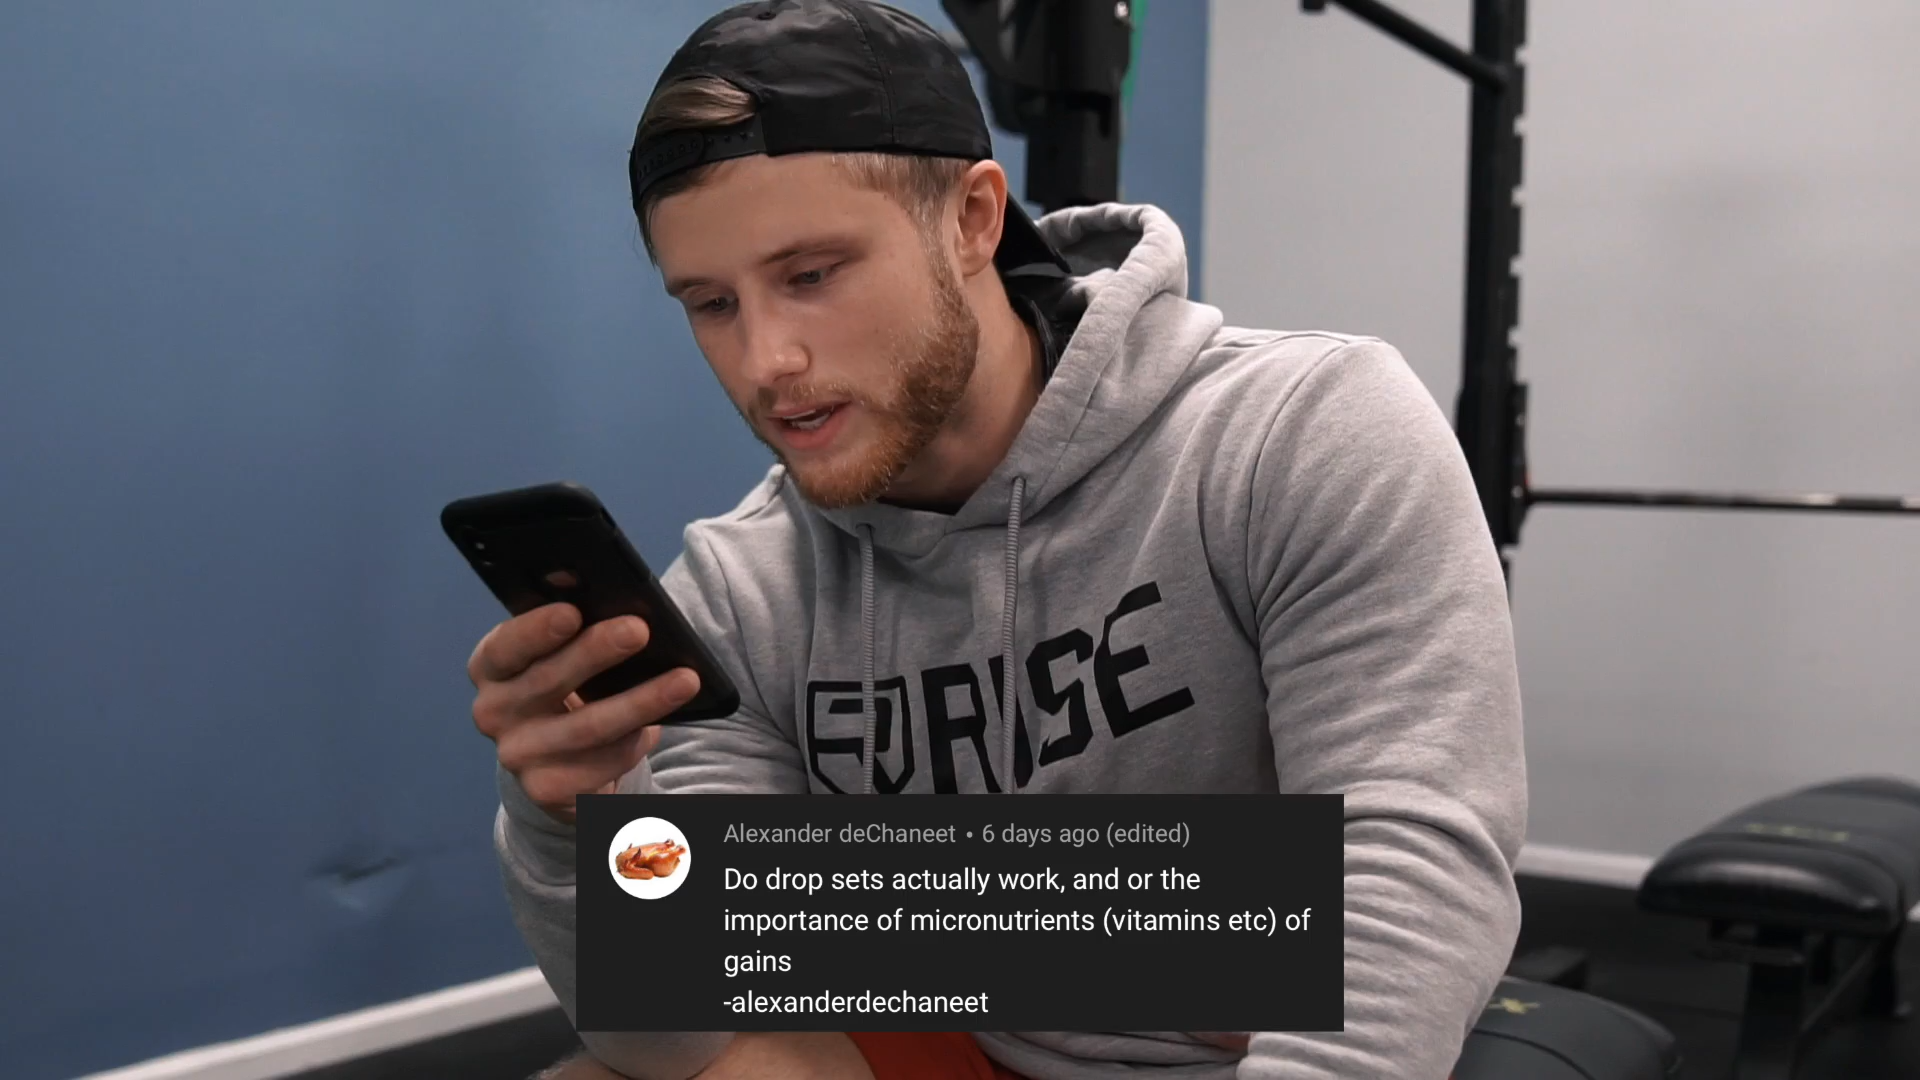 RISE
Alexander deChaneet • 6 days ago (edited)
Do drop sets actually work, and or the
importance of micronutrients (vitamins etc) of
gains
-alexanderdechaneet